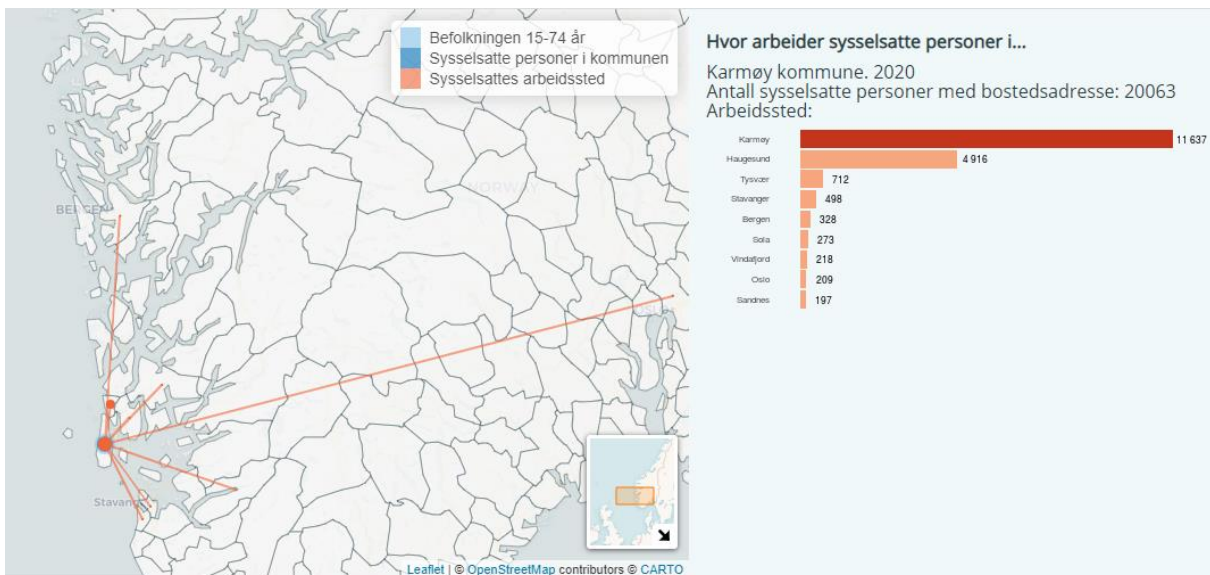 Befolkningen 15-74 år
Sysselsatte personer i kommunen
Sysselsattes arbeidssted
NORWAY
BERGEN
OSLO
Stavang
Leaflet | © OpenStreetMap contributors © CARTO
Hvor arbeider sysselsatte personer i...
Karmøy kommune. 2020
Antall sysselsatte personer med bostedsadresse: 20063
Arbeidssted:
Karmøy 11 637
Haugesund 4 916
Tysvær 712
Stavanger 498
Bergen 328
Sola 273
Vindafjord 218
Oslo 209
Sandnes 197